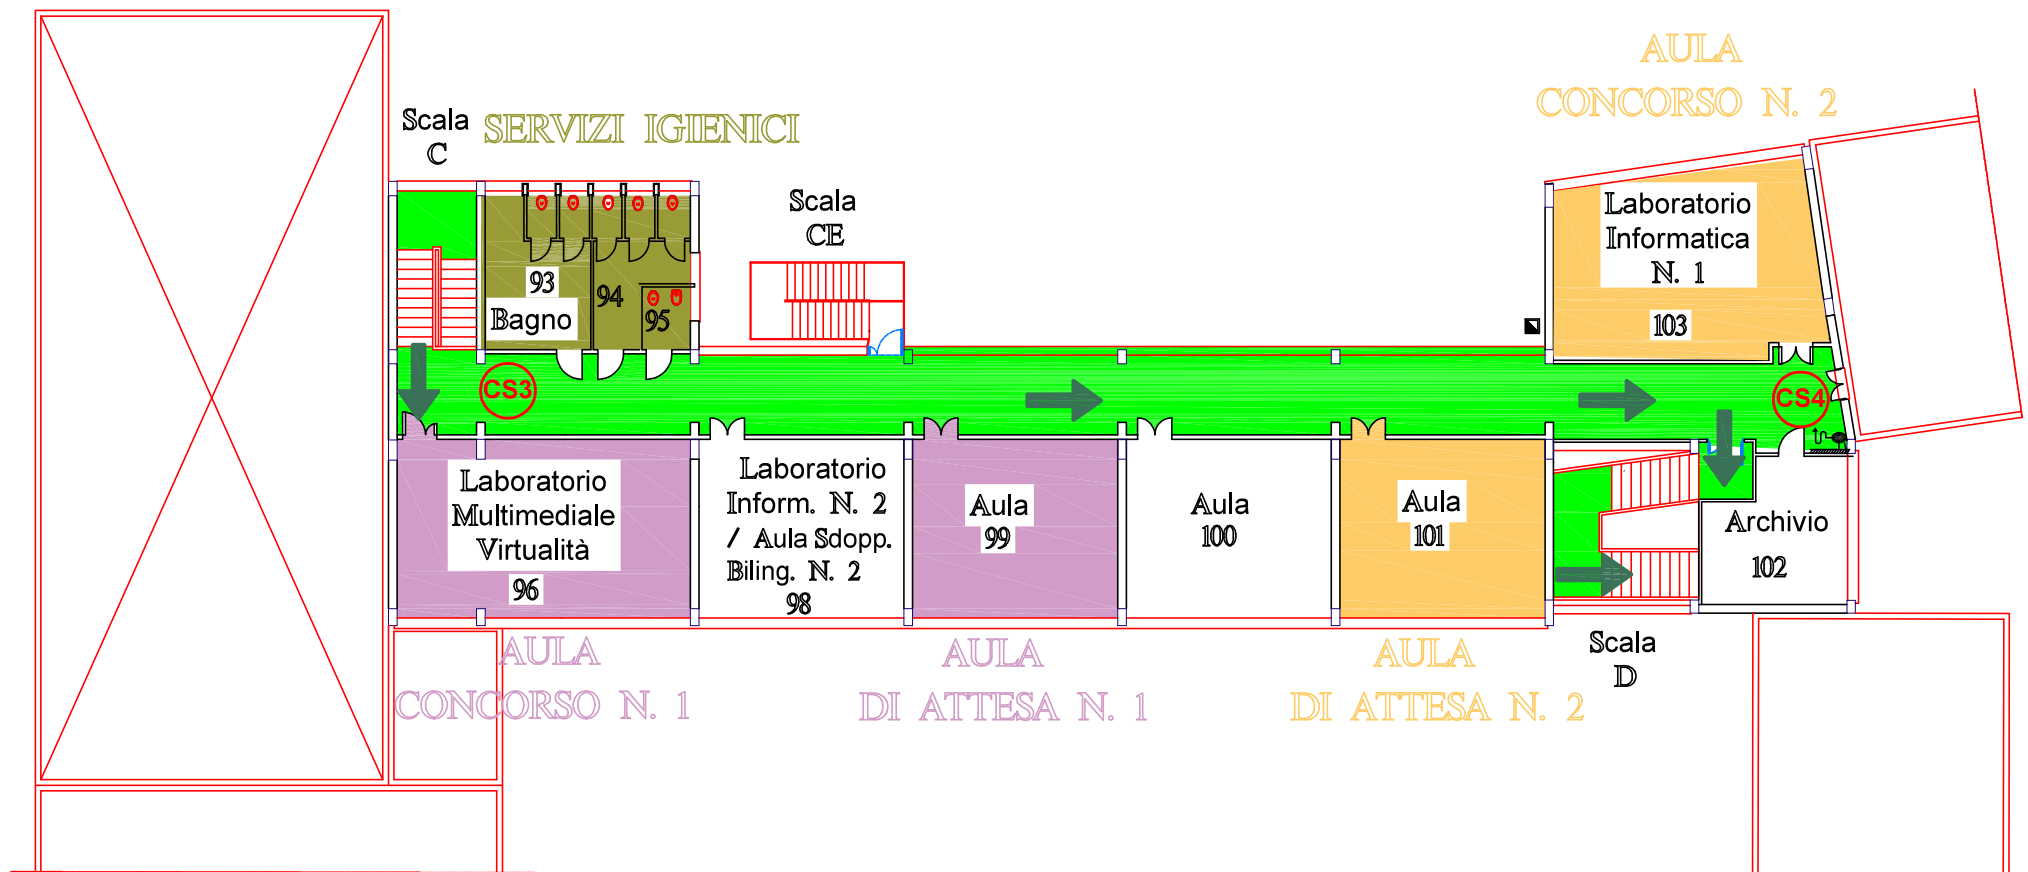 AULA
CONCORSO N. 2
Scala
C
SERVIZI IGIENICI
Scala
CE
Laboratorio
Informatica
N. 1
103
93
Bagno
94
95
CS3
CS4
Laboratorio
Multimediale
Virtualità
96
Laboratorio
Inform. N. 2
/ Aula Sdopp.
Biling. N. 2
98
Aula
99
Aula
100
Aula
101
Archivio
102
Scala
D
AULA
CONCORSO N. 1
AULA
DI ATTESA N. 1
AULA
DI ATTESA N. 2